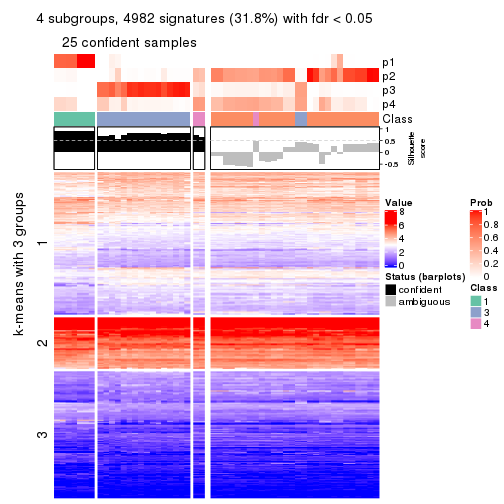 4 subgroups, 4982 signatures (31.8%) with fdr < 0.05
25 confident samples
p1
p2
p3
p4
Class
1
0.5
0
-0.5
Silhouette
score
k-means with 3 groups
1
2
3
Value
8
6
4
2
0
Status (barplots)
confident
ambiguous
Prob
1
0.8
0.6
0.4
0.2
0
Class
1
3
4